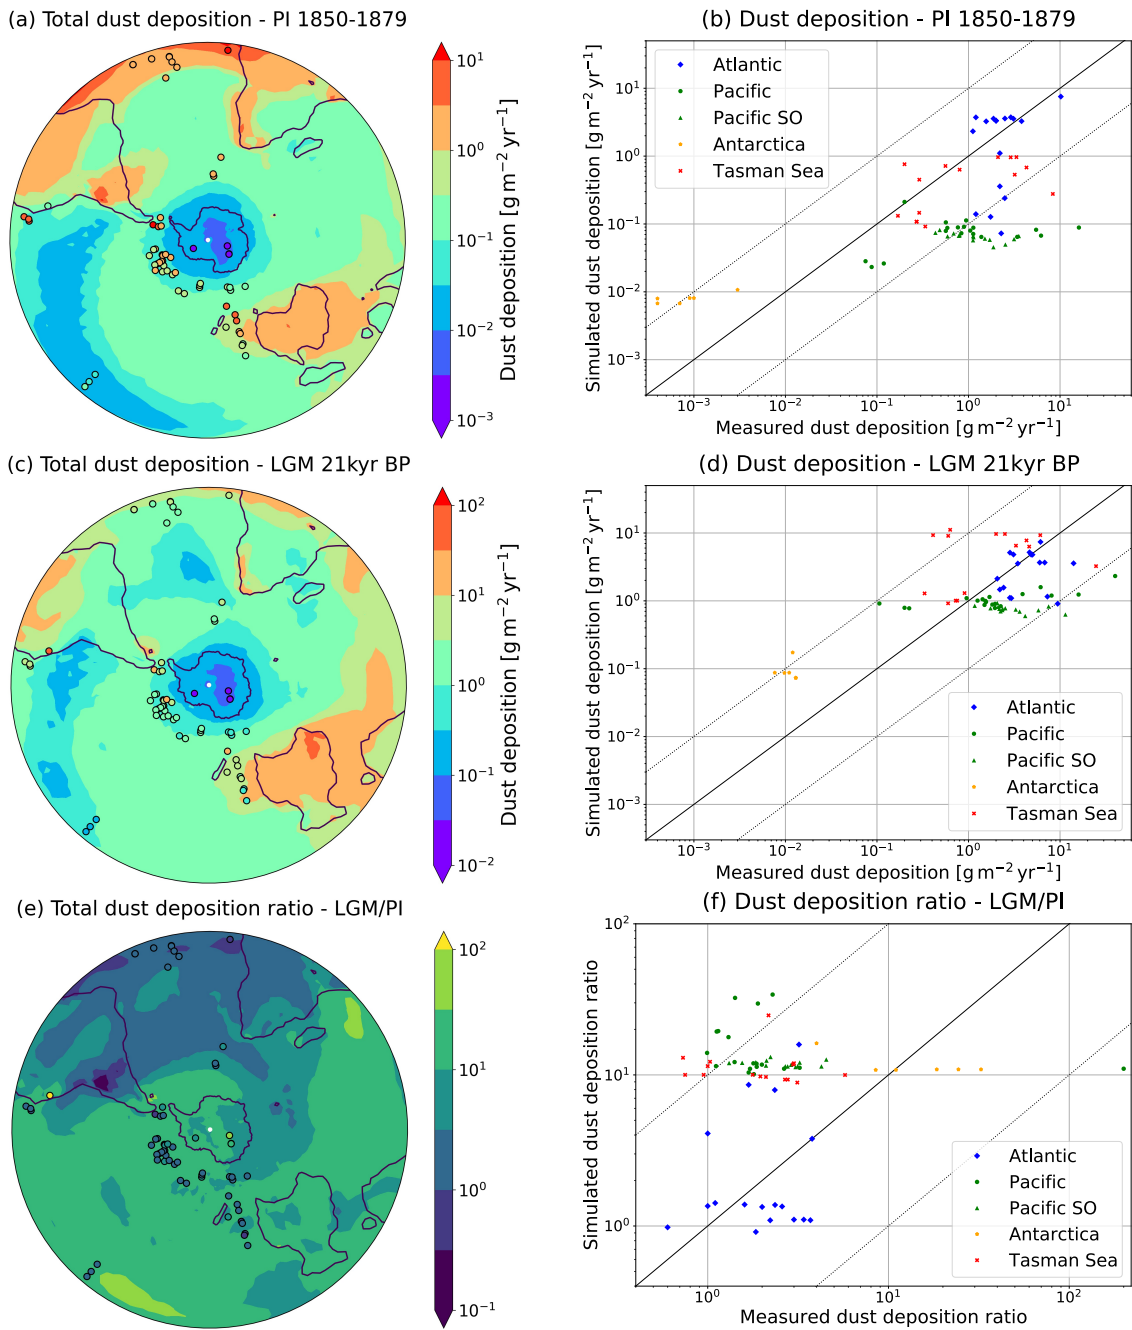 (a) Total dust deposition - PI 1850-1879
10¹
10⁰
10⁻¹
10⁻²
10⁻³
Dust deposition [g m⁻² yr⁻¹]
(b) Dust deposition - PI 1850-1879
Atlantic
Pacific
Pacific SO
Antarctica
Tasman Sea
10¹
10⁰
10⁻¹
10⁻²
10⁻³
Simulated dust deposition [g m⁻² yr⁻¹]
10⁻³ 10⁻² 10⁻¹ 10⁰ 10¹
Measured dust deposition [g m⁻² yr⁻¹]
(c) Total dust deposition - LGM 21kyr BP
10²
10¹
10⁰
10⁻¹
10⁻²
Dust deposition [g m⁻² yr⁻¹]
(d) Dust deposition - LGM 21kyr BP
10¹
10⁰
10⁻¹
10⁻²
10⁻³
Simulated dust deposition [g m⁻² yr⁻¹]
Atlantic
Pacific
Pacific SO
Antarctica
Tasman Sea
10⁻³ 10⁻² 10⁻¹ 10⁰ 10¹
Measured dust deposition [g m⁻² yr⁻¹]
(e) Total dust deposition ratio - LGM/PI
10²
10¹
10⁰
10⁻¹
(f) Dust deposition ratio - LGM/PI
10²
10¹
10⁰
Simulated dust deposition ratio
Atlantic
Pacific
Pacific SO
Antarctica
Tasman Sea
10⁰ 10¹ 10²
Measured dust deposition ratio